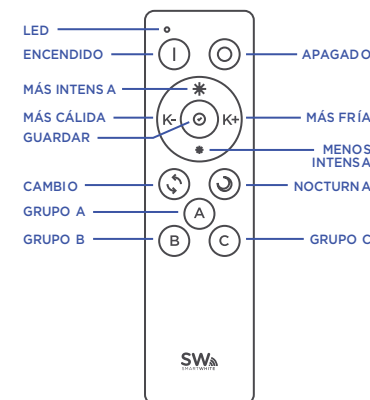 LED
ENCENDIDO
APAGADO
MÁS INTENSA
MÁS CÁLIDA
K-
K+
MÁS FRÍA
GUARDAR
MENOS
INTENSA
CAMBIO
NOCTURNA
GRUPO A
A
GRUPO B
B
C
GRUPO C
SW
SMARTWHITE